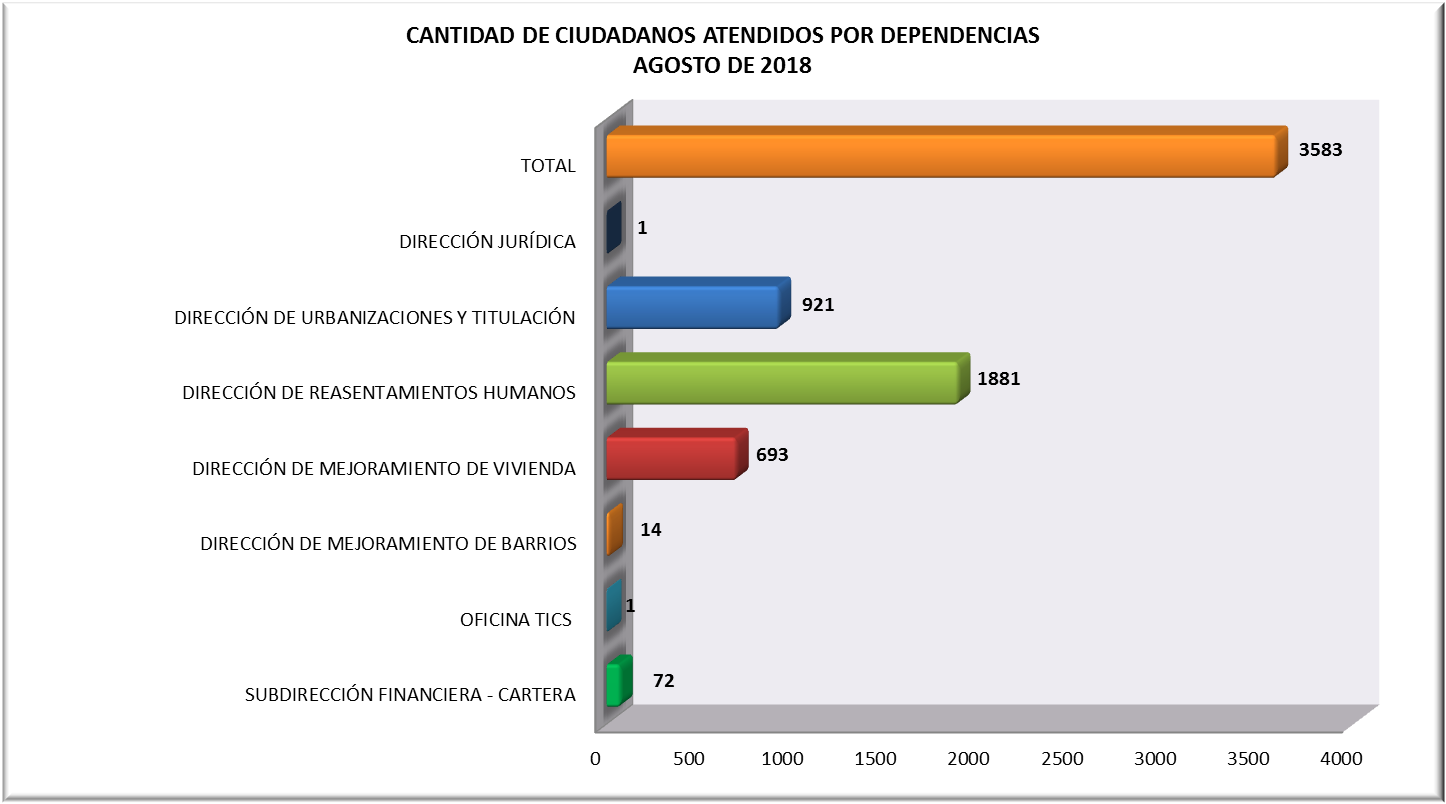 CANTIDAD DE CIUDADANOS ATENDIDOS POR DEPENDENCIAS
AGOSTO DE 2018
TOTAL 3583
DIRECCIÓN JURÍDICA 1
DIRECCIÓN DE URBANIZACIONES Y TITULACIÓN 921
DIRECCIÓN DE REASENTAMIENTOS HUMANOS 1881
DIRECCIÓN DE MEJORAMIENTO DE VIVIENDA 693
DIRECCIÓN DE MEJORAMIENTO DE BARRIOS 14
OFICINA TICS 1
SUBDIRECCIÓN FINANCIERA - CARTERA 72
0 500 1000 1500 2000 2500 3000 3500 4000